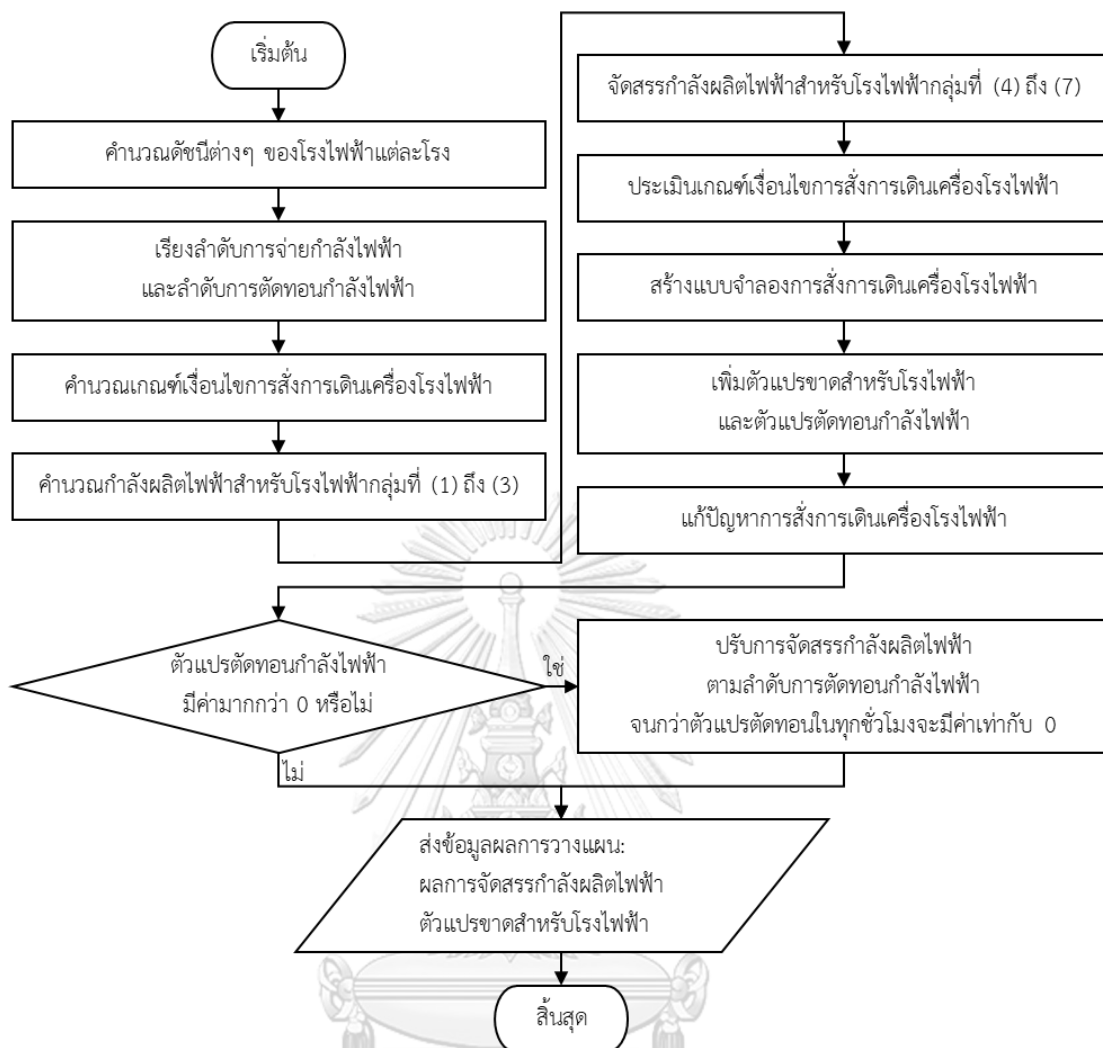 เริ่มต้น
คำนวณดัชนีต่างๆ ของโรงไฟฟ้าแต่ละโรง
เรียงลำดับการจ่ายกำลังไฟฟ้า
และลำดับการตัดทอนกำลังไฟฟ้า
คำนวณเกณฑ์เงื่อนไขการสั่งการเดินเครื่องโรงไฟฟ้า
คำนวณกำลังผลิตไฟฟ้าสำหรับโรงไฟฟ้ากลุ่มที่ (1) ถึง (3)
จัดสรรกำลังผลิตไฟฟ้าสำหรับโรงไฟฟ้ากลุ่มที่ (4) ถึง (7)
ประเมินเกณฑ์เงื่อนไขการสั่งการเดินเครื่องโรงไฟฟ้า
สร้างแบบจำลองการสั่งการเดินเครื่องโรงไฟฟ้า
เพิ่มตัวแปรขาดสำหรับโรงไฟฟ้า
และตัวแปรตัดทอนกำลังไฟฟ้า
แก้ปัญหาการสั่งการเดินเครื่องโรงไฟฟ้า
ตัวแปรตัดทอนกำลังไฟฟ้า
มีค่ามากกว่า 0 หรือไม่
ใช่
ปรับการจัดสรรกำลังผลิตไฟฟ้า
ตามลำดับการตัดทอนกำลังไฟฟ้า
จนกว่าตัวแปรตัดทอนในทุกชั่วโมงจะมีค่าเท่ากับ 0
ไม่
ส่งข้อมูลผลการวางแผน:
ผลการจัดสรรกำลังผลิตไฟฟ้า
ตัวแปรขาดสำหรับโรงไฟฟ้า
สิ้นสุด